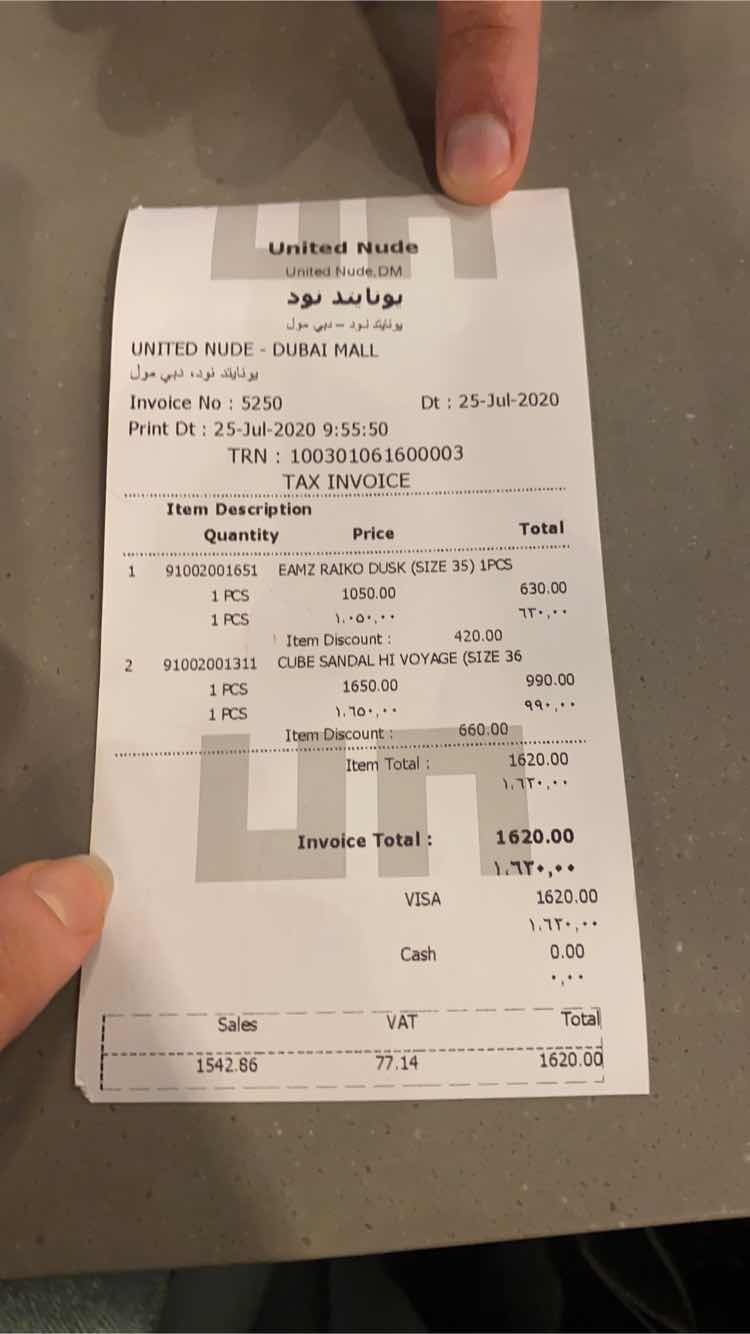 United Nude
United Nude,DM
يونايتد نود
يونايتد نود – دبي مول
UNITED NUDE - DUBAI MALL
يونايتد نود، دبي مول
Invoice No : 5250 Dt : 25-Jul-2020
Print Dt : 25-Jul-2020 9:55:50
TRN : 100301061600003
TAX INVOICE
Item Description
Quantity Price Total
1 91002001651 EAMZ RAIKO DUSK (SIZE 35) 1PCS
1 PCS 1050.00 630.00
1 PCS ١,٠٥٠,٠٠ ٦٣٠,٠٠
Item Discount : 420.00
2 91002001311 CUBE SANDAL HI VOYAGE (SIZE 36
1 PCS 1650.00 990.00
1 PCS ١,٦٥٠,٠٠ ٩٩٠,٠٠
Item Discount : 660.00
Item Total : 1620.00
١,٦٢٠,٠٠
Invoice Total : 1620.00
١,٦٢٠,٠٠
VISA 1620.00
١,٦٢٠,٠٠
Cash 0.00
٠,٠٠
Sales VAT Total
1542.86 77.14 1620.00